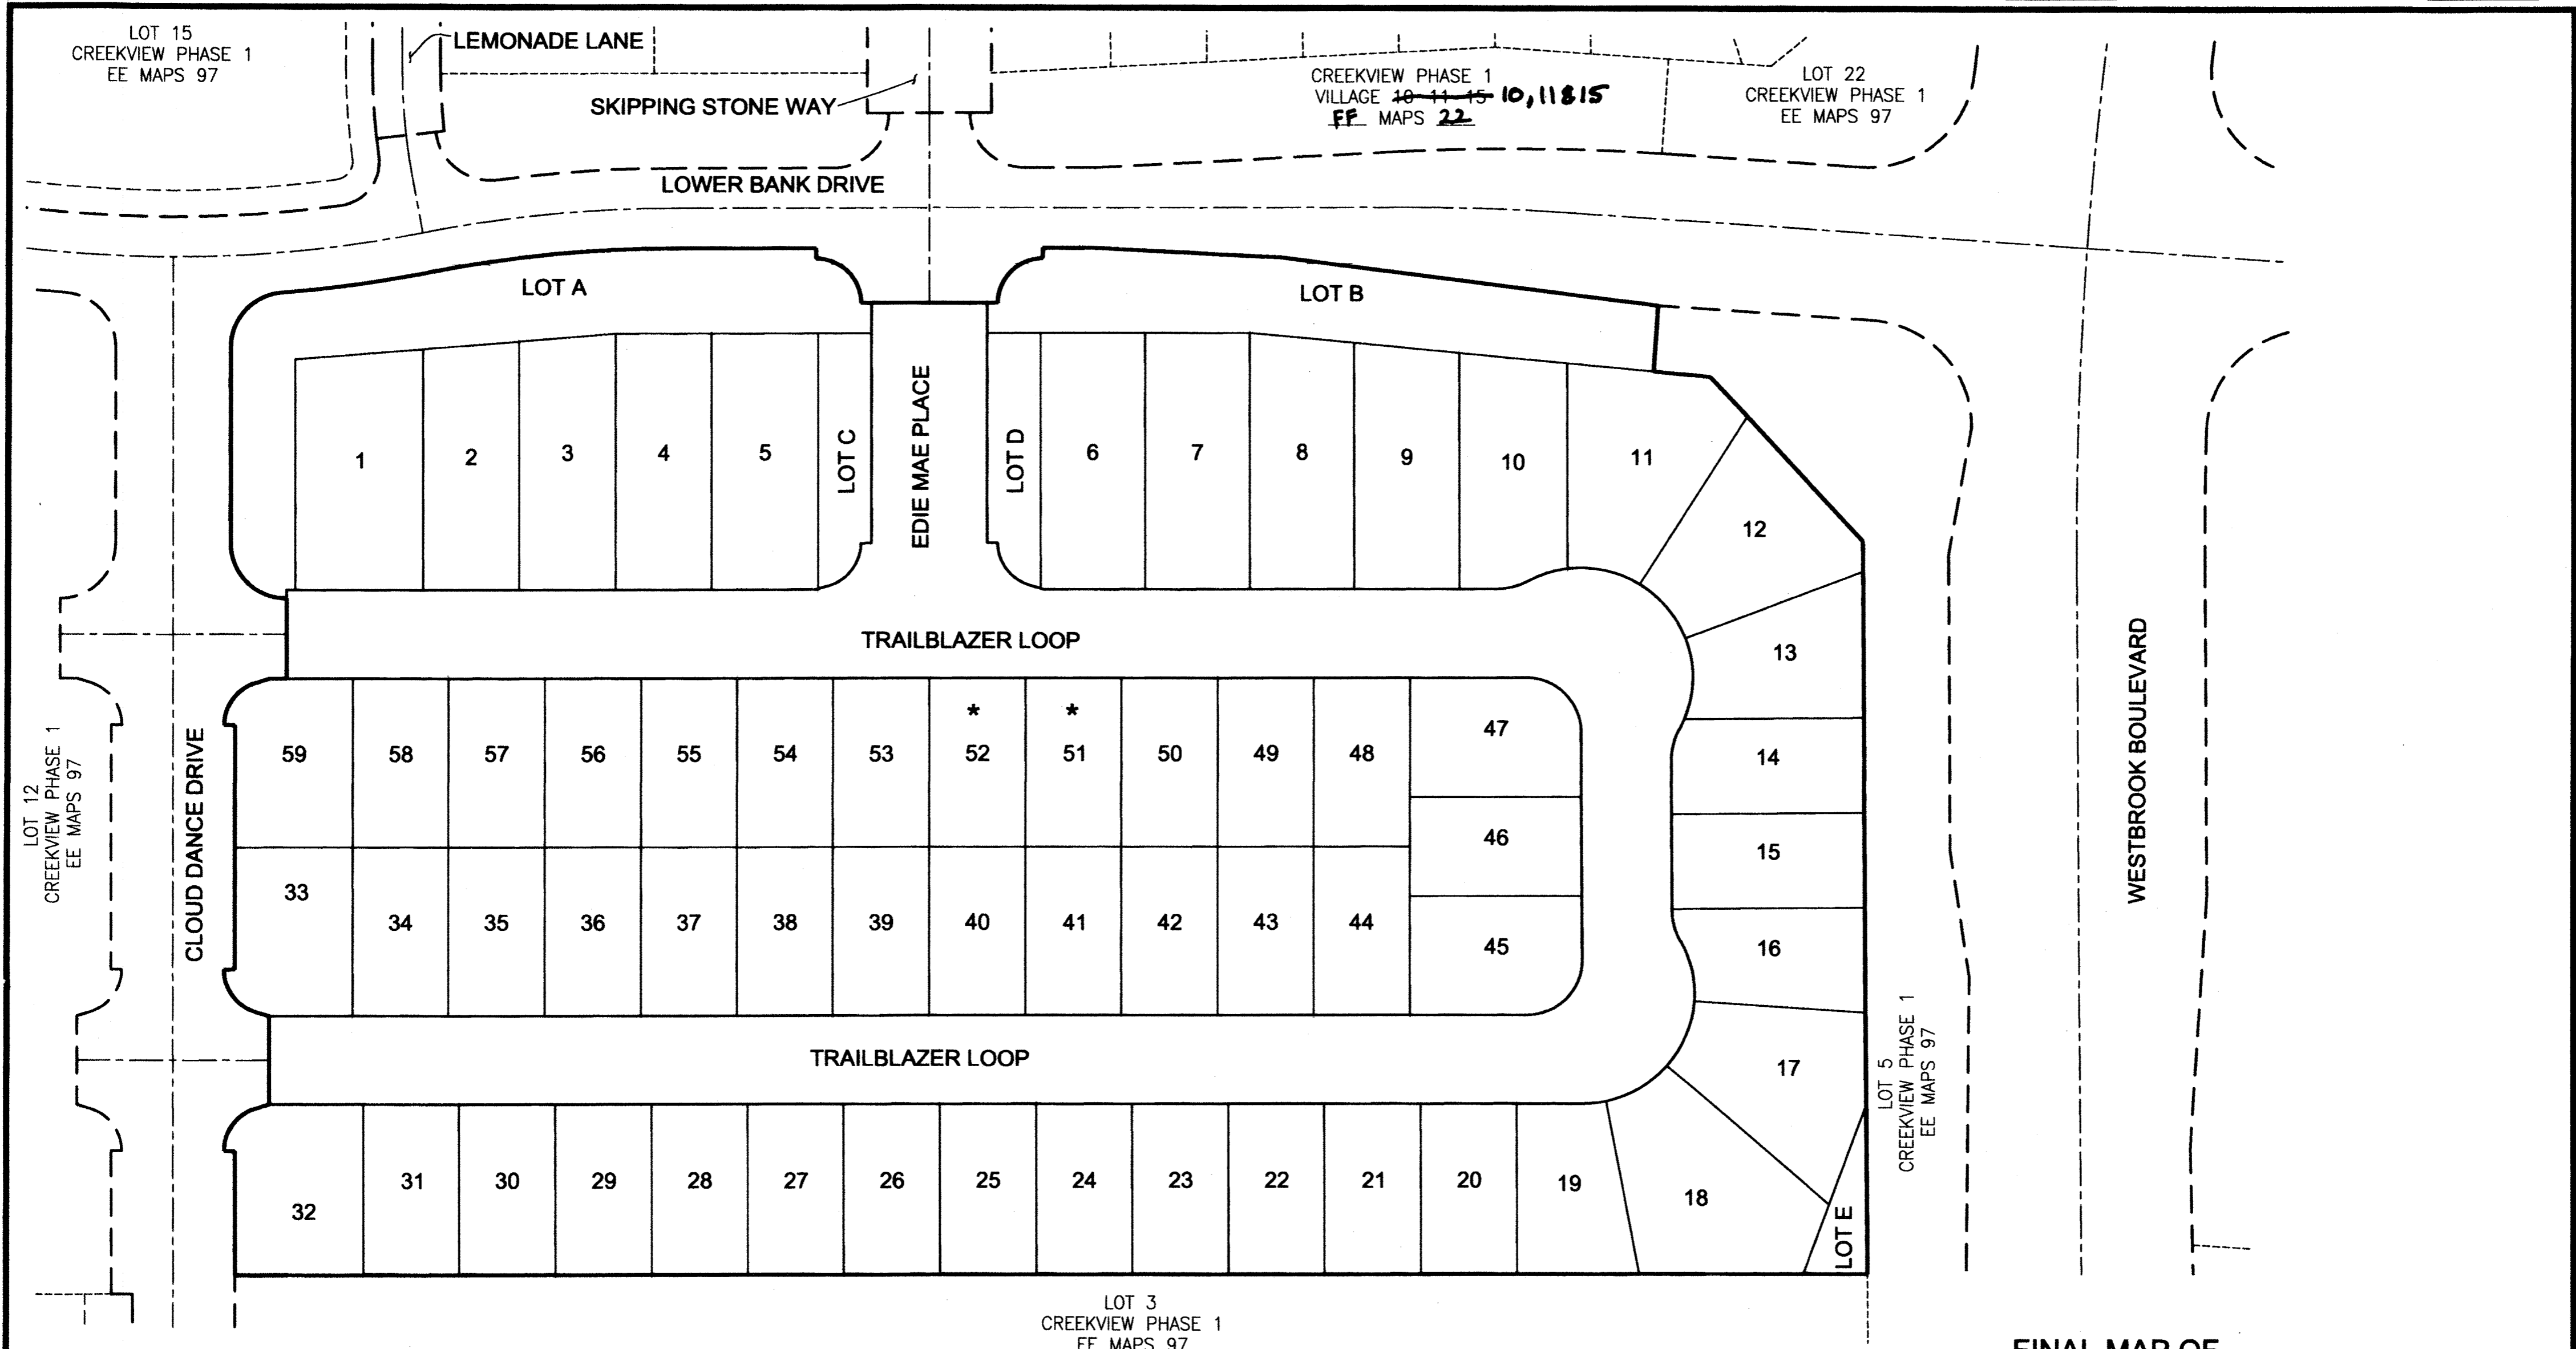 LOT 15
CREEKVIEW PHASE 1
EE MAPS 97
LEMONADE LANE
SKIPPING STONE WAY
CREEKVIEW PHASE 1
VILLAGE 10-11-15 10,11&15
FF MAPS 22
LOT 22
CREEKVIEW PHASE 1
EE MAPS 97
LOWER BANK DRIVE
LOT A
LOT B
1
2
3
4
5
LOT C
EDIE MAE PLACE
LOT D
6
7
8
9
10
11
12
13
TRAILBLAZER LOOP
WESTBROOK BOULEVARD
LOT 12
CREEKVIEW PHASE 1
EE MAPS 97
CLOUD DANCE DRIVE
* *
59
58
57
56
55
54
53
52
51
50
49
48
47
14
46
15
33
34
35
36
37
38
39
40
41
42
43
44
45
16
TRAILBLAZER LOOP
17
LOT 5
CREEKVIEW PHASE 1
EE MAPS 97
32
31
30
29
28
27
26
25
24
23
22
21
20
19
18
LOT E
LOT 3
CREEKVIEW PHASE 1
EE MAPS 97
FINAL MAP OF